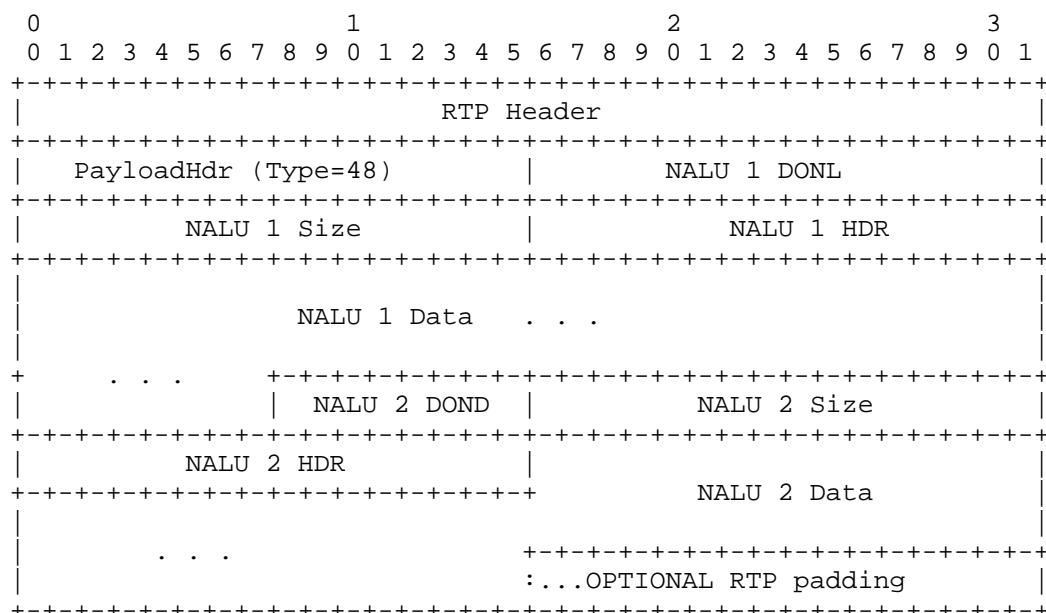 0                   1                   2                   3
 0 1 2 3 4 5 6 7 8 9 0 1 2 3 4 5 6 7 8 9 0 1 2 3 4 5 6 7 8 9 0 1
+-+-+-+-+-+-+-+-+-+-+-+-+-+-+-+-+-+-+-+-+-+-+-+-+-+-+-+-+-+-+-+-+
|                          RTP Header                           |
+-+-+-+-+-+-+-+-+-+-+-+-+-+-+-+-+-+-+-+-+-+-+-+-+-+-+-+-+-+-+-+-+
|   PayloadHdr (Type=48)        |        NALU 1 DONL            |
+-+-+-+-+-+-+-+-+-+-+-+-+-+-+-+-+-+-+-+-+-+-+-+-+-+-+-+-+-+-+-+-+
|          NALU 1 Size          |            NALU 1 HDR         |
+-+-+-+-+-+-+-+-+-+-+-+-+-+-+-+-+-+-+-+-+-+-+-+-+-+-+-+-+-+-+-+-+
|                                                               |
|                 NALU 1 Data   . . .                           |
|                                                               |
+     . . .     +-+-+-+-+-+-+-+-+-+-+-+-+-+-+-+-+-+-+-+-+-+-+-+-+
|               |  NALU 2 DOND  |          NALU 2 Size          |
+-+-+-+-+-+-+-+-+-+-+-+-+-+-+-+-+-+-+-+-+-+-+-+-+-+-+-+-+-+-+-+-+
|          NALU 2 HDR           |                               |
+-+-+-+-+-+-+-+-+-+-+-+-+-+-+-+-+          NALU 2 Data          |
|                                                               |
|        . . .                  +-+-+-+-+-+-+-+-+-+-+-+-+-+-+-+-+
|                               :...OPTIONAL RTP padding        |
+-+-+-+-+-+-+-+-+-+-+-+-+-+-+-+-+-+-+-+-+-+-+-+-+-+-+-+-+-+-+-+-+